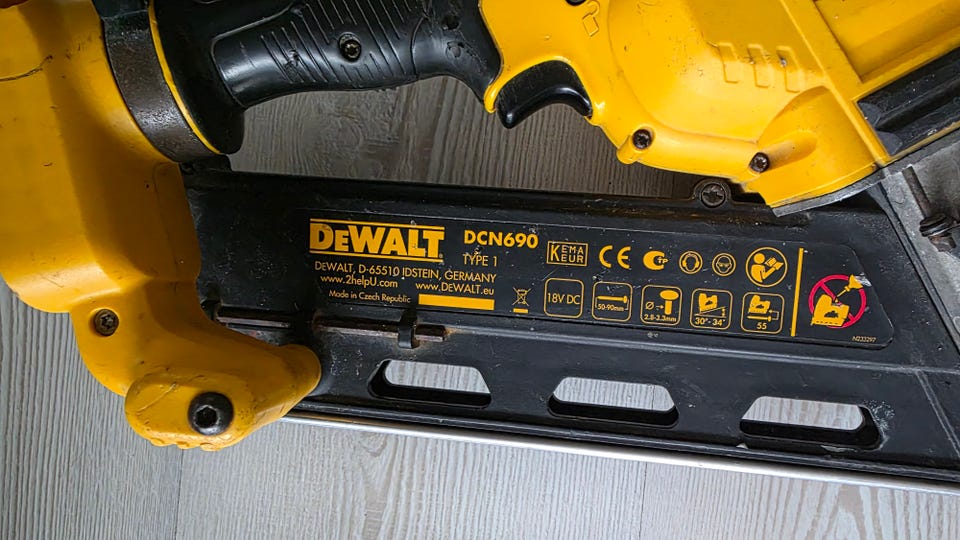 DEWALT
DCN690
TYPE 1
KEMA
KEUR
CE
DEWALT, D-65510 IDSTEIN, GERMANY
www.2helpU.com www.DEWALT.eu
Made in Czech Republic
18V DC
50-90mm
Ø
2.8-3.3mm
30°- 34°
55
N233297